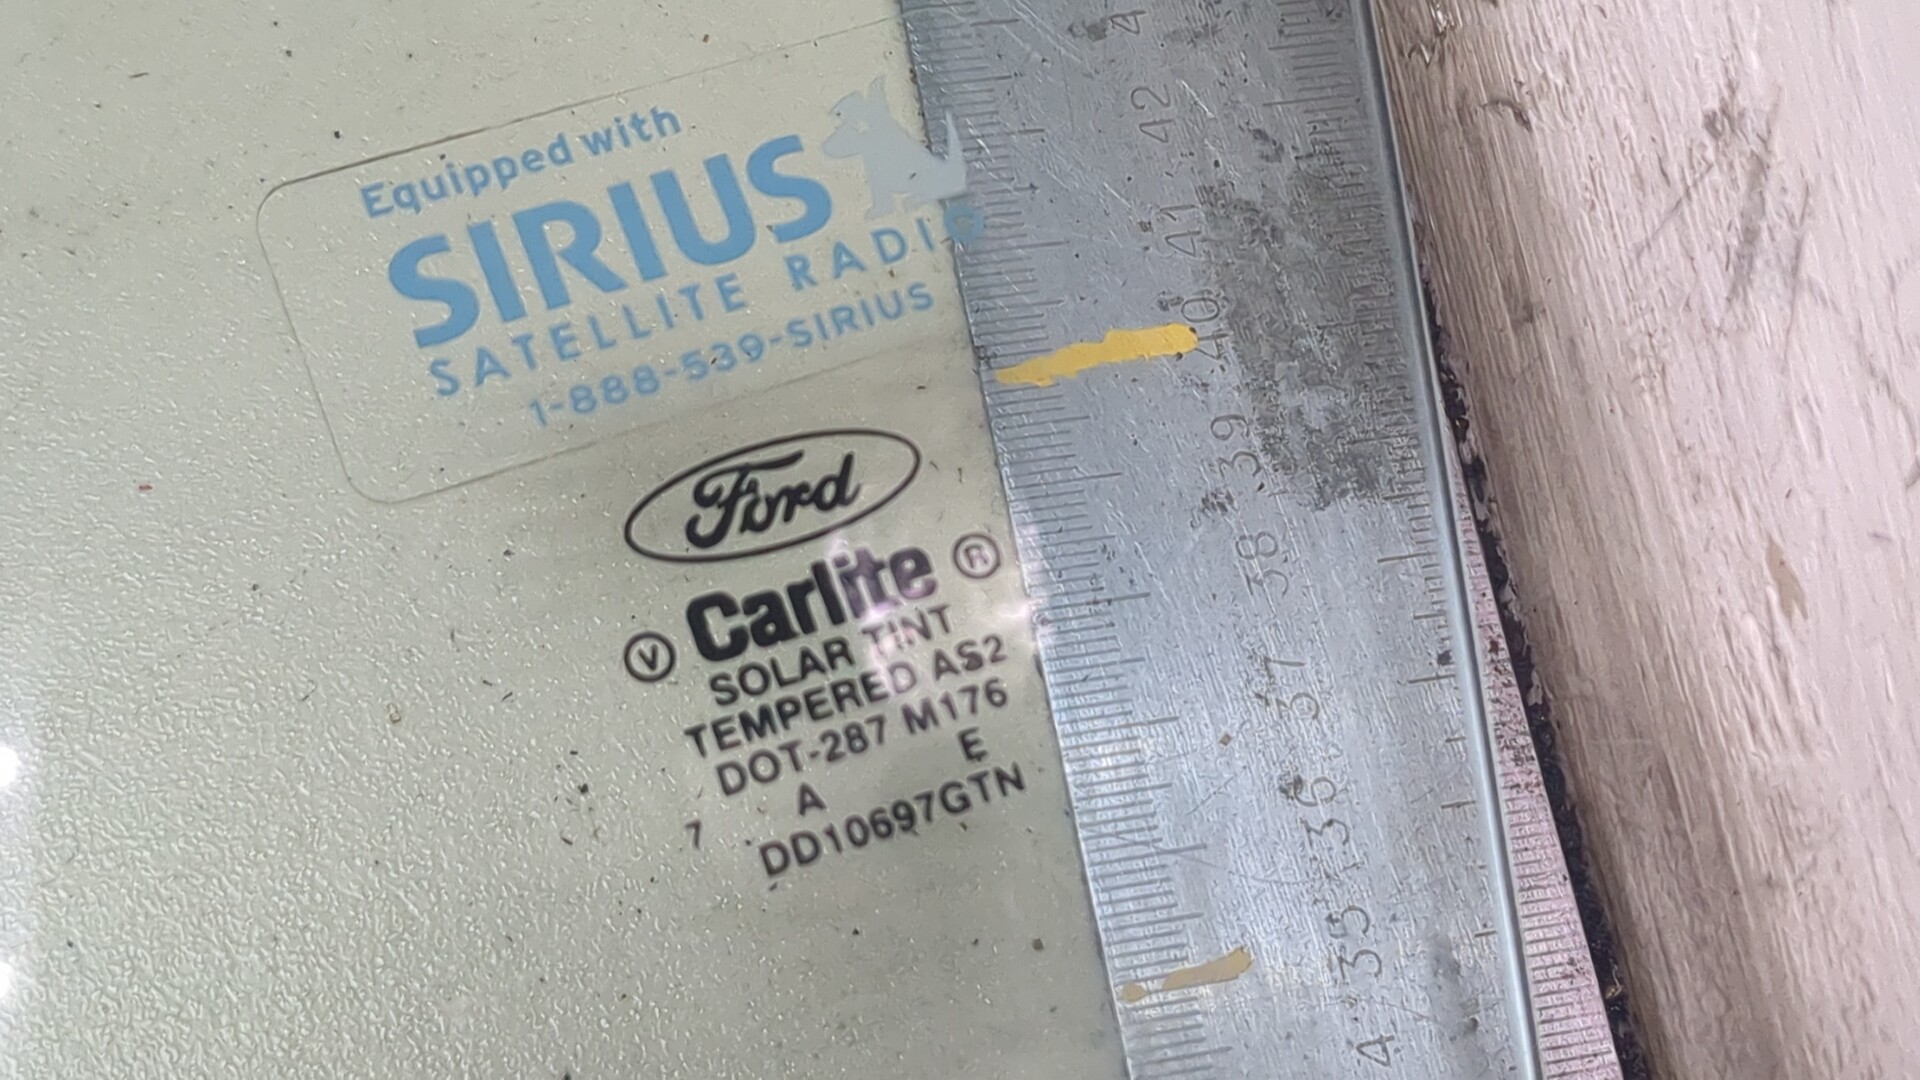 Equipped with
SIRIUS
SATELLITE RADIO
1-888-539-SIRIUS
Ford
Carlite ®
V
SOLAR TINT
TEMPERED AS2
DOT-287 M176
E
A
7
DD10697GTN
42
41
40
39
38
37
36
35